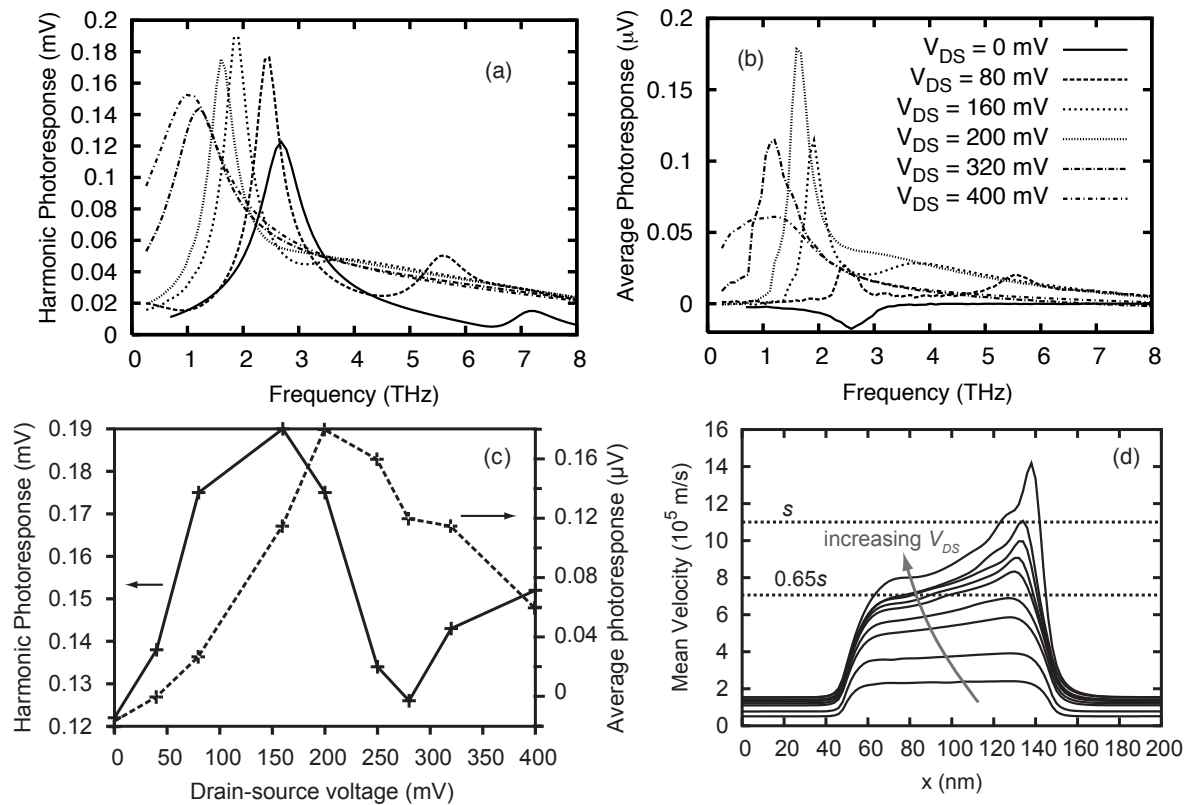 Harmonic Photoresponse (mV)
0.2
0.18
0.16
0.14
0.12
0.1
0.08
0.06
0.04
0.02
0
(a)
0 1 2 3 4 5 6 7 8
Frequency (THz)
Average Photoresponse (μV)
0.2
0.15
0.1
0.05
0
(b)
V_DS = 0 mV
V_DS = 80 mV
V_DS = 160 mV
V_DS = 200 mV
V_DS = 320 mV
V_DS = 400 mV
0 1 2 3 4 5 6 7 8
Frequency (THz)
Harmonic Photoresponse (mV)
0.19
0.18
0.17
0.16
0.15
0.14
0.13
0.12
(c)
0.16
0.12
0.08
0.04
0
Average photoresponse (μV)
0 50 100 150 200 250 300 350 400
Drain-source voltage (mV)
Mean Velocity (10^5 m/s)
16
14
12
10
8
6
4
2
0
(d)
s
increasing V_DS
0.65s
0 20 40 60 80 100 120 140 160 180 200
x (nm)